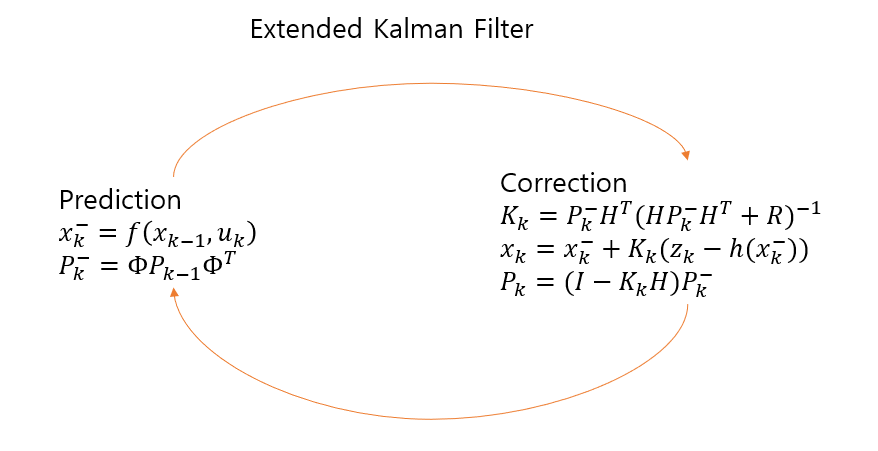 Extended Kalman Filter
Prediction
$x_k^- = f(x_{k-1}, u_k)$
$P_k^- = \Phi P_{k-1} \Phi^T$
Correction
$K_k = P_k^- H^T (H P_k^- H^T + R)^{-1}$
$x_k = x_k^- + K_k (z_k - h(x_k^-))$
$P_k = (I - K_k H) P_k^-$